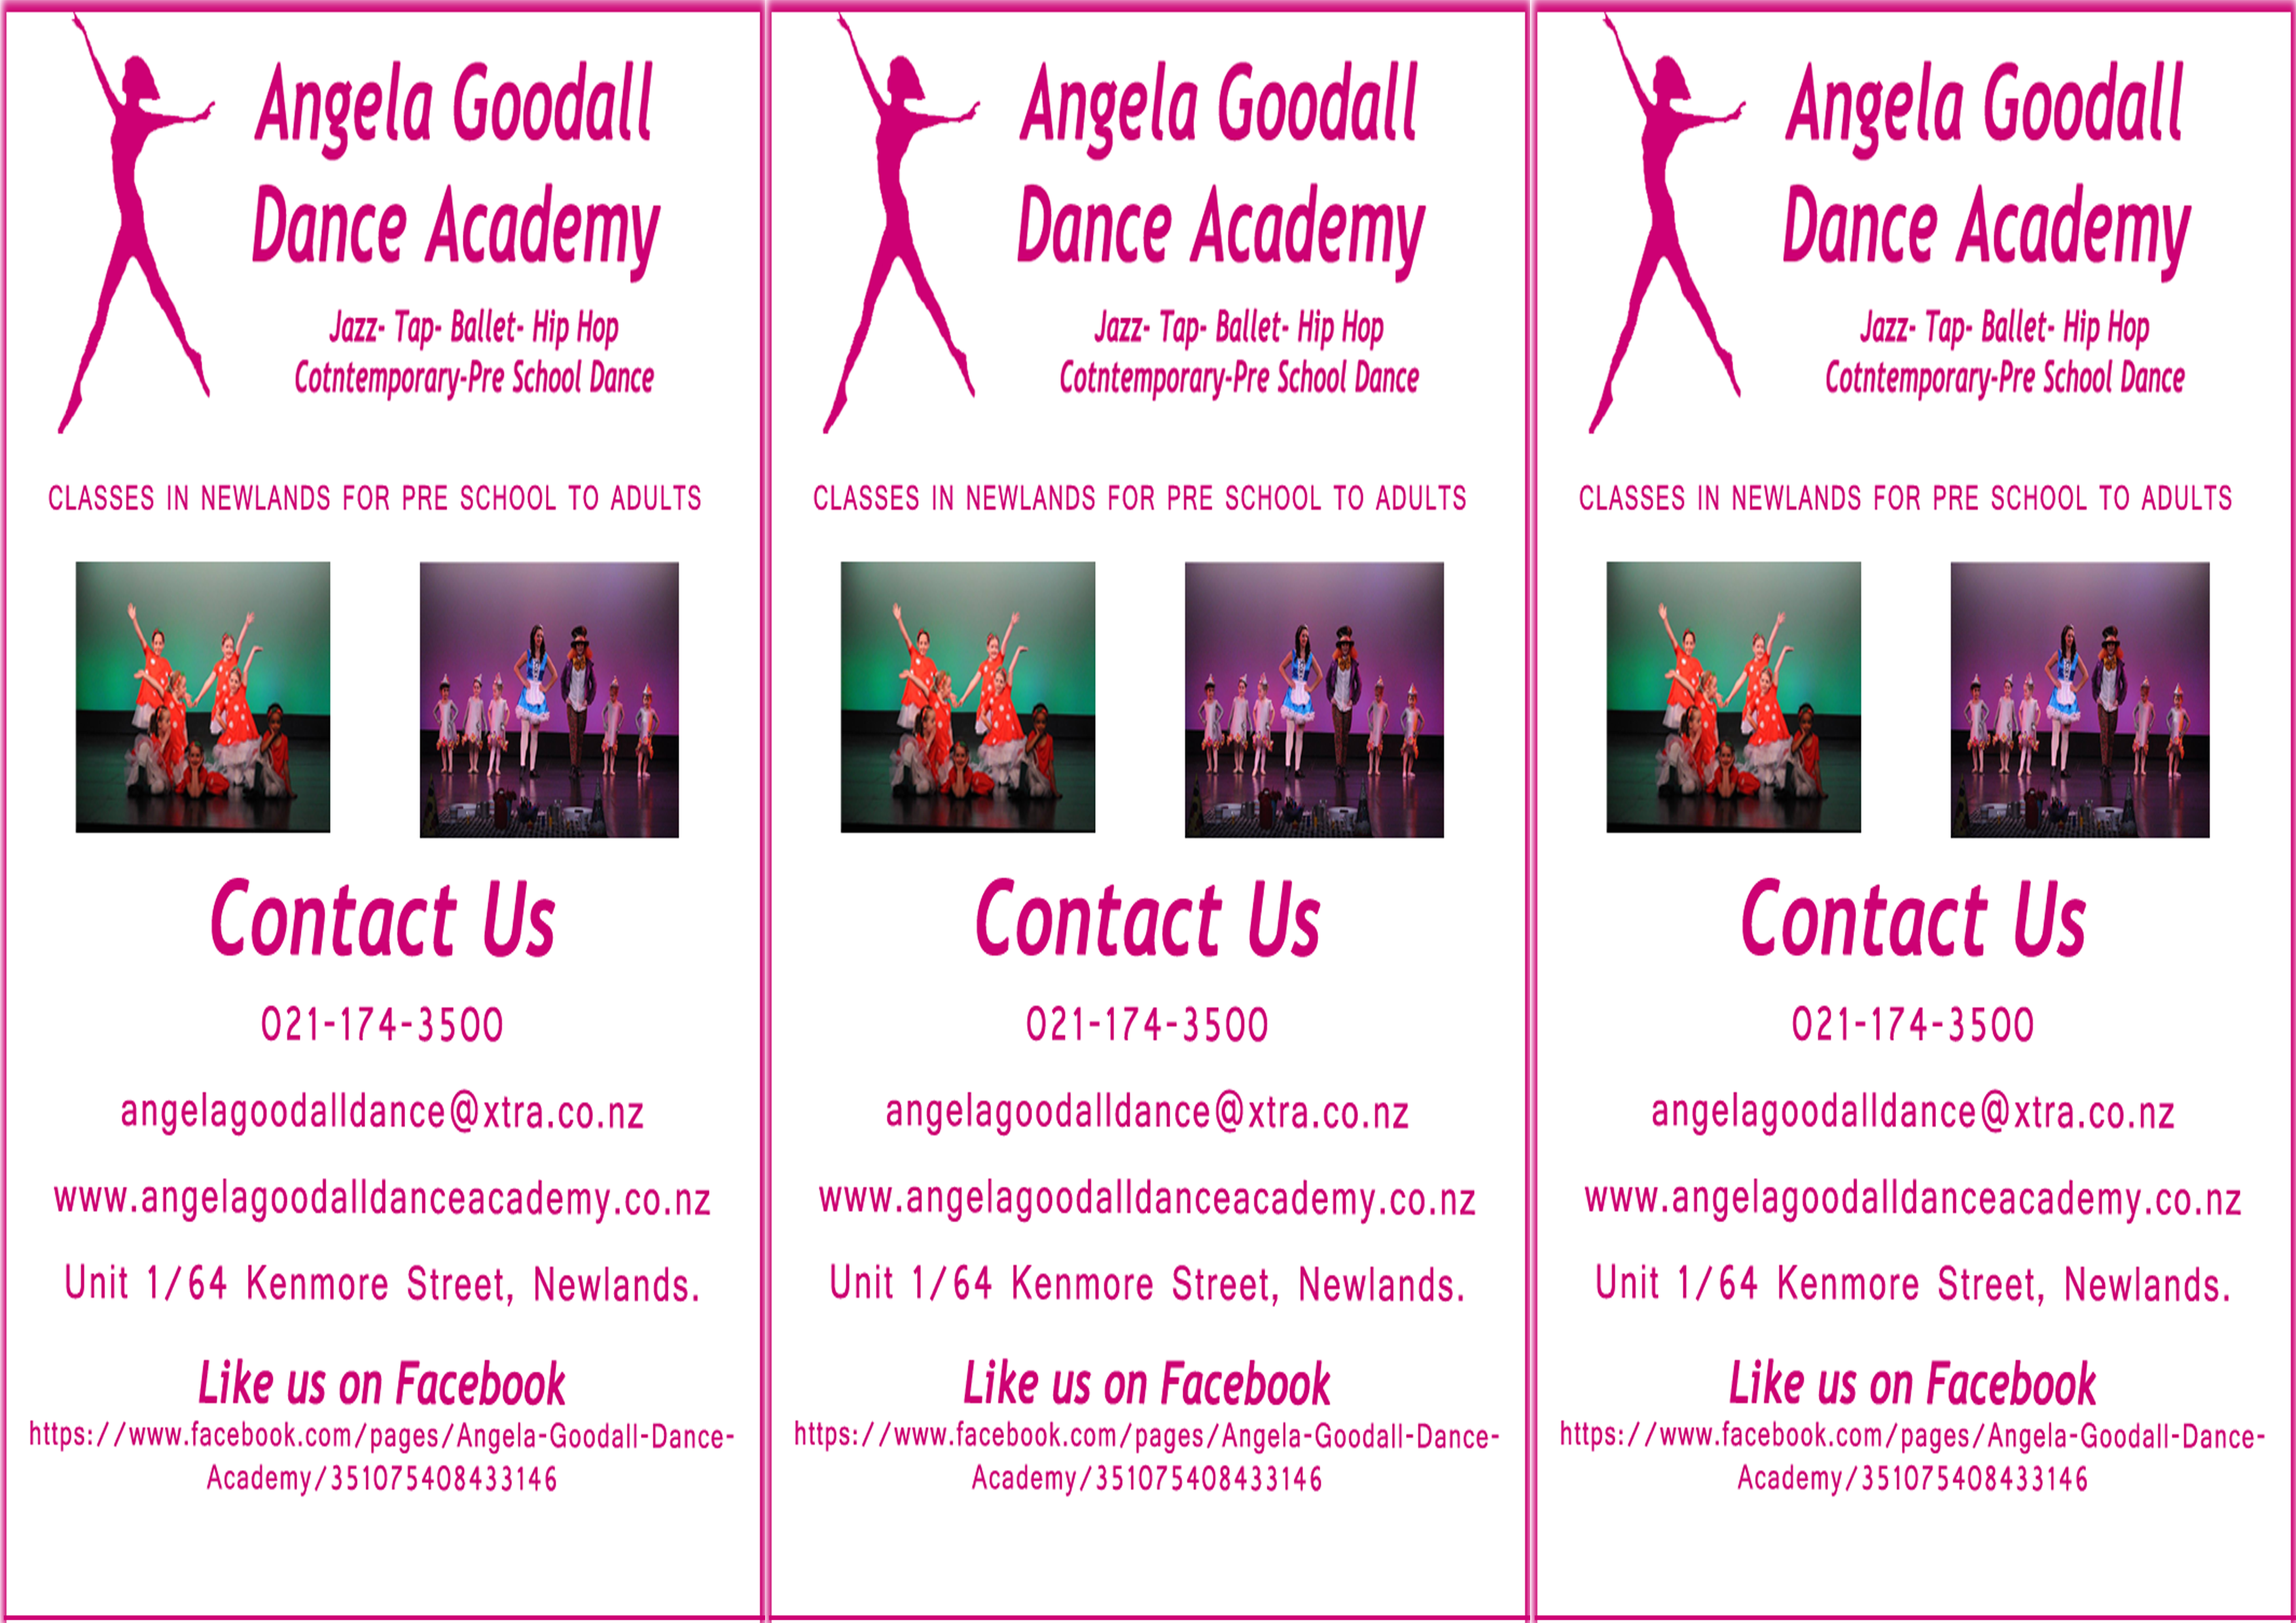 Angela Goodall
Dance Academy
Jazz- Tap- Ballet- Hip Hop
Cotntemporary-Pre School Dance
CLASSES IN NEWLANDS FOR PRE SCHOOL TO ADULTS
Contact Us
021-174-3500
angelagoodalldance@xtra.co.nz
www.angelagoodalldanceacademy.co.nz
Unit 1/64 Kenmore Street, Newlands.
Like us on Facebook
https://www.facebook.com/pages/Angela-Goodall-Dance-
Academy/351075408433146
Angela Goodall
Dance Academy
Jazz- Tap- Ballet- Hip Hop
Cotntemporary-Pre School Dance
CLASSES IN NEWLANDS FOR PRE SCHOOL TO ADULTS
Contact Us
021-174-3500
angelagoodalldance@xtra.co.nz
www.angelagoodalldanceacademy.co.nz
Unit 1/64 Kenmore Street, Newlands.
Like us on Facebook
https://www.facebook.com/pages/Angela-Goodall-Dance-
Academy/351075408433146
Angela Goodall
Dance Academy
Jazz- Tap- Ballet- Hip Hop
Cotntemporary-Pre School Dance
CLASSES IN NEWLANDS FOR PRE SCHOOL TO ADULTS
Contact Us
021-174-3500
angelagoodalldance@xtra.co.nz
www.angelagoodalldanceacademy.co.nz
Unit 1/64 Kenmore Street, Newlands.
Like us on Facebook
https://www.facebook.com/pages/Angela-Goodall-Dance-
Academy/351075408433146